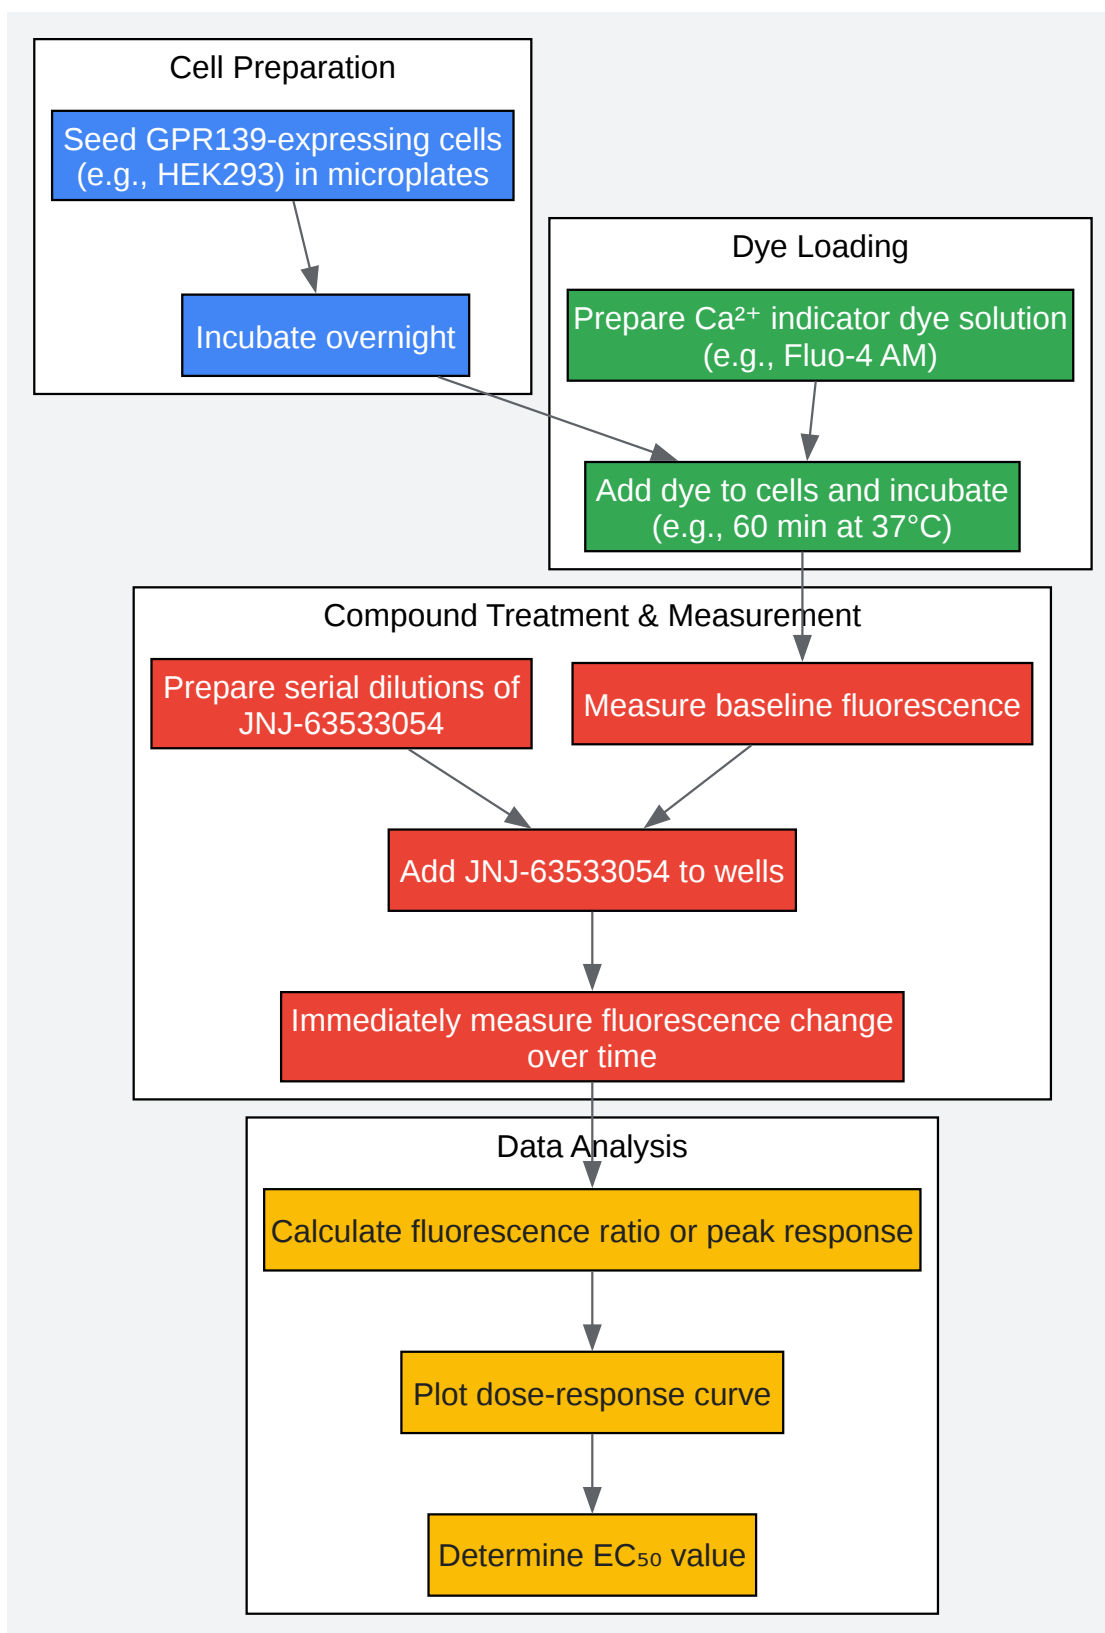 Cell Preparation
Seed GPR139-expressing cells
(e.g., HEK293) in microplates
Incubate overnight
Dye Loading
Prepare Ca²⁺ indicator dye solution
(e.g., Fluo-4 AM)
Add dye to cells and incubate
(e.g., 60 min at 37°C)
Compound Treatment & Measurement
Prepare serial dilutions of
JNJ-63533054
Measure baseline fluorescence
Add JNJ-63533054 to wells
Immediately measure fluorescence change
over time
Data Analysis
Calculate fluorescence ratio or peak response
Plot dose-response curve
Determine EC₅₀ value